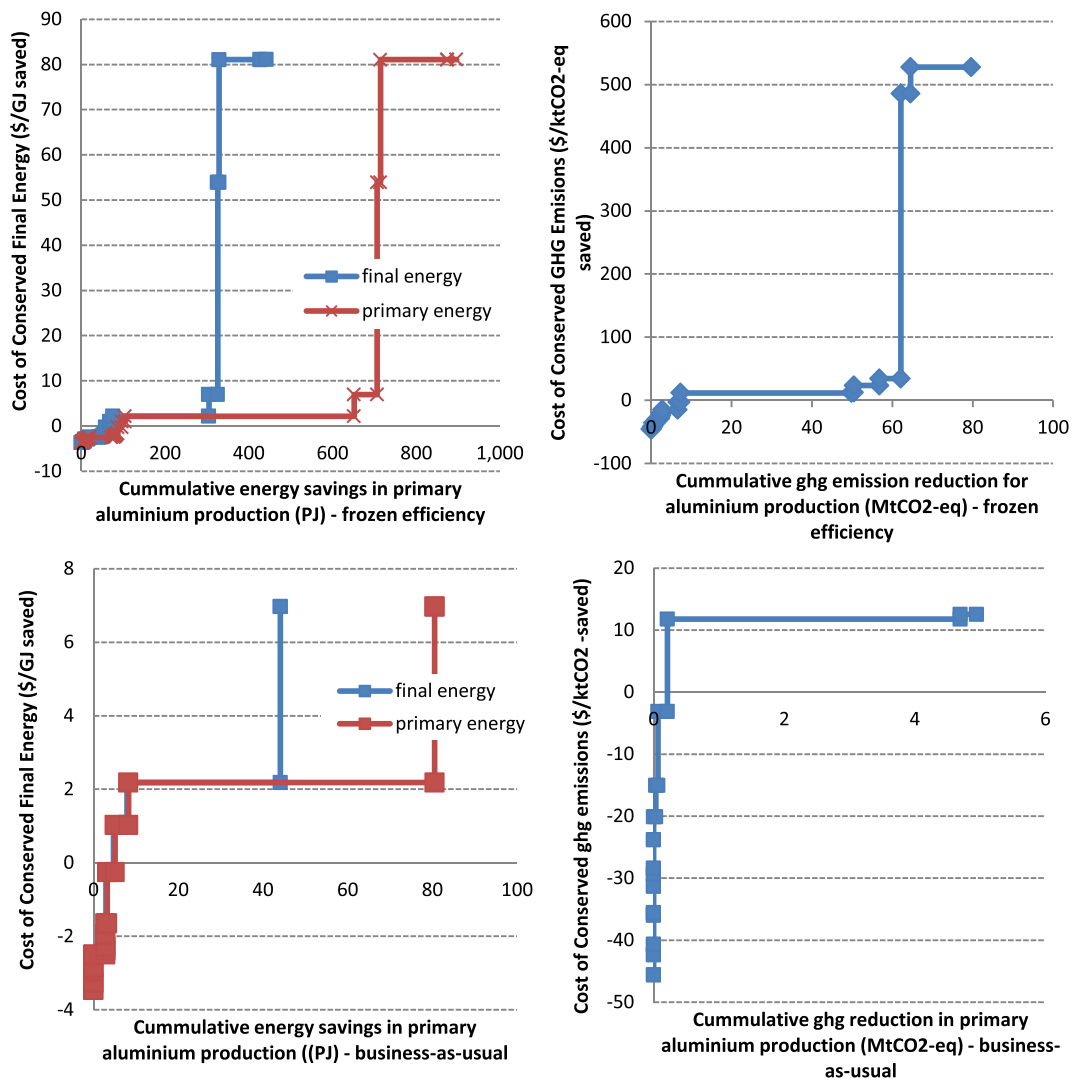 Cost of Conserved Final Energy ($/GJ saved)
90
80
70
60
50
40
30
20
10
0
-10
0
200
400
600
800
1,000
final energy
primary energy
Cummulative energy savings in primary
aluminium production (PJ) - frozen efficiency
Cost of Conserved GHG Emisions ($/ktCO2-eq
saved)
600
500
400
300
200
100
0
-100
0
20
40
60
80
100
Cummulative ghg emission reduction for
aluminium production (MtCO2-eq) - frozen
efficiency
Cost of Conserved Final Energy ($/GJ saved)
8
6
4
2
0
-2
-4
0
20
40
60
80
100
final energy
primary energy
Cummulative energy savings in primary
aluminium production ((PJ) - business-as-usual
Cost of Conserved ghg emissions ($/ktCO2 -saved)
20
10
0
-10
-20
-30
-40
-50
0
2
4
6
Cummulative ghg reduction in primary
aluminium production (MtCO2-eq) - business-
as-usual